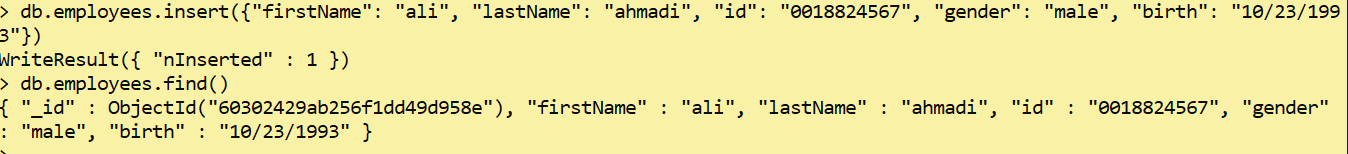 > db.employees.insert({"firstName": "ali", "lastName": "ahmadi", "id": "0018824567", "gender": "male", "birth": "10/23/199
3"})
WriteResult({ "nInserted" : 1 })
> db.employees.find()
{ "_id" : ObjectId("60302429ab256f1dd49d958e"), "firstName" : "ali", "lastName" : "ahmadi", "id" : "0018824567", "gender"
: "male", "birth" : "10/23/1993" }
>